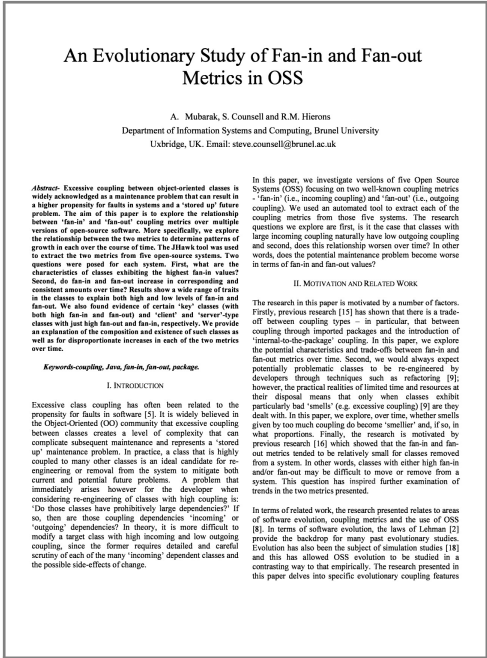 An Evolutionary Study of Fan-in and Fan-out
Metrics in OSS
A. Mubarak, S. Counsell and R.M. Hierons
Department of Information Systems and Computing, Brunel University
Uxbridge, UK. Email: steve.counsell@brunel.ac.uk
Abstract- Excessive coupling between object-oriented classes is
widely acknowledged as a maintenance problem that can result in
a higher propensity for faults in systems and a 'stored up' future
problem. The aim of this paper is to explore the relationship
between 'fan-in' and 'fan-out' coupling metrics over multiple
versions of open-source software. More specifically, we explore
the relationship between the two metrics to determine patterns of
growth in each over the course of time. The JHawk tool was used
to extract the two metrics from five open-source systems. Two
questions were posed for each system. First, what are the
characteristics of classes exhibiting the highest fan-in values?
Second, do fan-in and fan-out increase in corresponding and
consistent amounts over time? Results show a wide range of traits
in the classes to explain both high and low levels of fan-in and
fan-out. We also found evidence of certain 'key' classes (with
both high fan-in and fan-out) and 'client' and 'server'-type
classes with just high fan-out and fan-in, respectively. We provide
an explanation of the composition and existence of such classes as
well as for disproportionate increases in each of the two metrics
over time.
Keywords-coupling, Java, fan-in, fan-out, package.
I. INTRODUCTION
Excessive class coupling has often been related to the
propensity for faults in software [5]. It is widely believed in
the Object-Oriented (OO) community that excessive coupling
between classes creates a level of complexity that can
complicate subsequent maintenance and represents a 'stored
up' maintenance problem. In practice, a class that is highly
coupled to many other classes is an ideal candidate for re-
engineering or removal from the system to mitigate both
current and potential future problems. A problem that
immediately arises however for the developer when
considering re-engineering of classes with high coupling is:
'Do those classes have prohibitively large dependencies?' If
so, then are those coupling dependencies 'incoming' or
'outgoing' dependencies? In theory, it is more difficult to
modify a target class with high incoming and low outgoing
coupling, since the former requires detailed and careful
scrutiny of each of the many 'incoming' dependent classes and
the possible side-effects of change.
In this paper, we investigate versions of five Open Source
Systems (OSS) focusing on two well-known coupling metrics
- 'fan-in' (i.e., incoming coupling) and 'fan-out' (i.e., outgoing
coupling). We used an automated tool to extract each of the
coupling metrics from those five systems. The research
questions we explore are first, is it the case that classes with
large incoming coupling naturally have low outgoing coupling
and second, does this relationship worsen over time? In other
words, does the potential maintenance problem become worse
in terms of fan-in and fan-out values?
II. MOTIVATION AND RELATED WORK
The research in this paper is motivated by a number of factors.
Firstly, previous research [15] has shown that there is a trade-
off between coupling types – in particular, that between
coupling through imported packages and the introduction of
'internal-to-the-package' coupling. In this paper, we explore
the potential characteristics and trade-offs between fan-in and
fan-out metrics over time. Second, we would always expect
potentially problematic classes to be re-engineered by
developers through techniques such as refactoring [9];
however, the practical realities of limited time and resources at
their disposal means that only when classes exhibit
particularly bad 'smells' (e.g. excessive coupling) [9] are they
dealt with. In this paper, we explore, over time, whether smells
given by too much coupling do become 'smellier' and, if so, in
what proportions. Finally, the research is motivated by
previous research [16] which showed that the fan-in and fan-
out metrics tended to be relatively small for classes removed
from a system. In other words, classes with either high fan-in
and/or fan-out may be difficult to move or remove from a
system. This question has inspired further examination of
trends in the two metrics presented.
In terms of related work, the research presented relates to areas
of software evolution, coupling metrics and the use of OSS
[8]. In terms of software evolution, the laws of Lehman [2]
provide the backdrop for many past evolutionary studies.
Evolution has also been the subject of simulation studies [18]
and this has allowed OSS evolution to be studied in a
contrasting way to that empirically. The research presented in
this paper delves into specific evolutionary coupling features